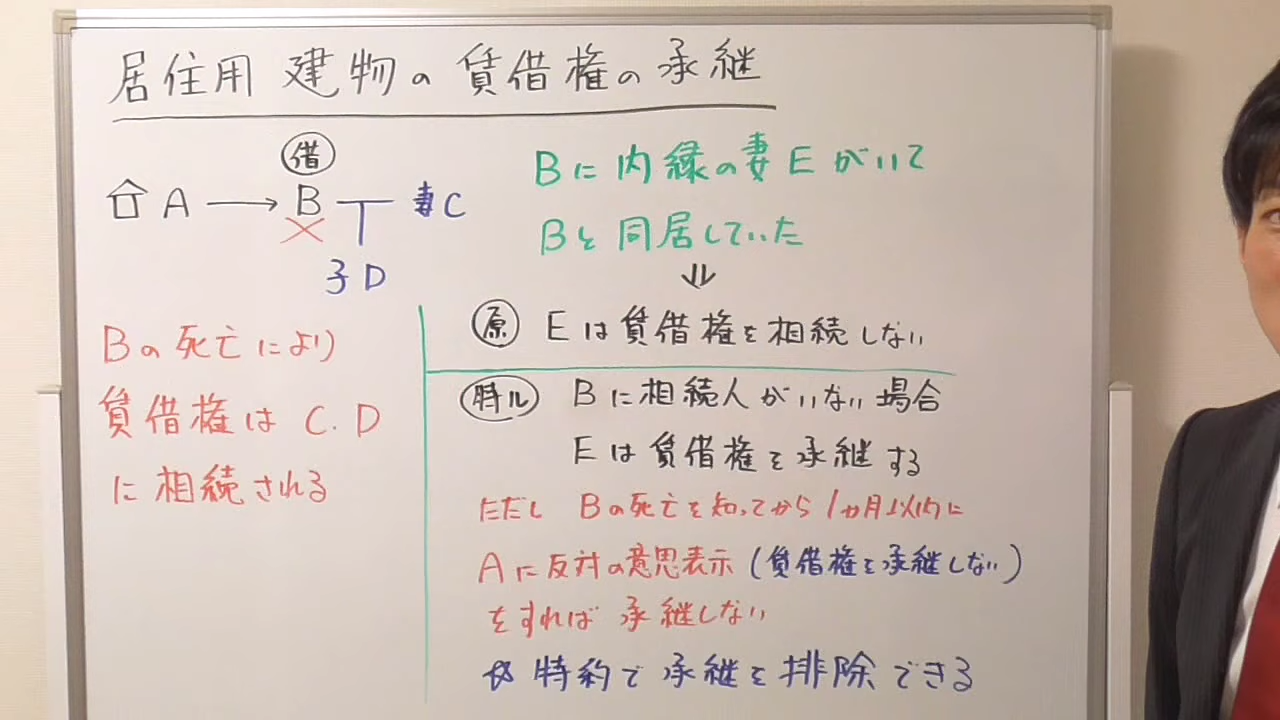 居住用 建物の賃借権の承継
借
A → B 妻C
子D
Bの死亡により
賃借権は C.D
に相続される
Bに内縁の妻Eがいて
Bと同居していた
⇓
原 Eは賃借権を相続しない
特ル Bに相続人がいない場合
Eは賃借権を承継する
ただし Bの死亡を知ってから1ヵ月以内に
Aに反対の意思表示(賃借権を承継しない)
をすれば 承継しない
☆特約で承継を排除できる